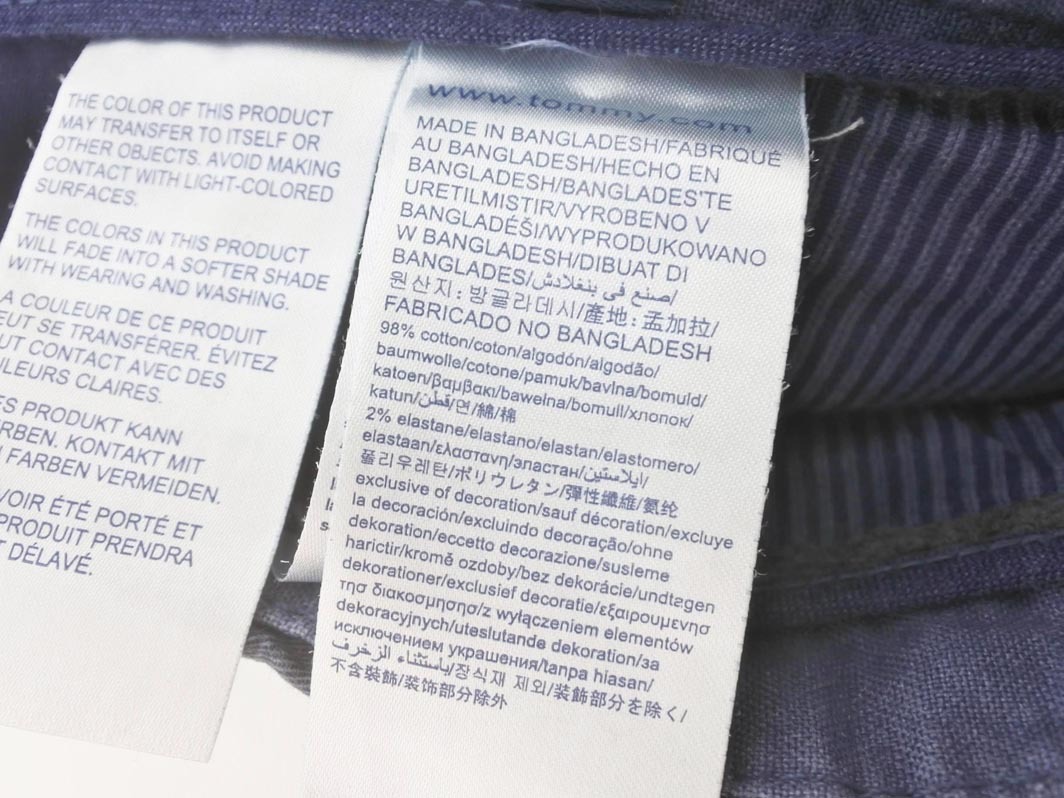 THE COLOR OF THIS PRODUCT
MAY TRANSFER TO ITSELF OR
OTHER OBJECTS. AVOID MAKING
CONTACT WITH LIGHT-COLORED
SURFACES.
THE COLORS IN THIS PRODUCT
WILL FADE INTO A SOFTER SHADE
WITH WEARING AND WASHING.
A COULEUR DE CE PRODUIT
EUT SE TRANSFÉRER. ÉVITEZ
UT CONTACT AVEC DES
LEURS CLAIRES.
ES PRODUKT KANN
RBEN. KONTAKT MIT
FARBEN VERMEIDEN.
VOIR ÉTÉ PORTÉ ET
PRODUIT PRENDRA
DÉLAVÉ.
www.tommy.com
MADE IN BANGLADESH/FABRIQUÉ
AU BANGLADESH/HECHO EN
BANGLADESH/BANGLADES'TE
URETILMISTIR/VYROBENO V
BANGLADÉŠI/WYPRODUKOWANO
W BANGLADESH/DIBUAT DI
BANGLADES/صنع في بنغلادش/
원산지: 방글라데시/產地: 孟加拉/
FABRICADO NO BANGLADESH
98% cotton/coton/algodón/algodão/
baumwolle/cotone/pamuk/bavlna/bomuld/
katoen/βαμβακι/bawelna/bomull/хлопок/
katun/قطن/면/綿/棉
2% elastane/elastano/elastan/elastomero/
elastaan/ελαστανη/эластан/ايلاستين/
폴리우레탄/ポリウレタン/彈性纖維/氨纶
exclusive of decoration/sauf décoration/excluye
la decoración/excluindo decoração/ohne
dekoration/eccetto decorazione/susleme
harictir/kromě ozdoby/bez dekorácie/undtagen
dekorationer/exclusief decoratie/εξαιρουμενησ
τησ διακοσμησησ/z wyłączeniem elementów
dekoracyjnych/uteslutande dekoration/за
исключением украшения/tanpa hiasan/
باستثناء الزخرف/장식재 제외/装飾部分を除く/
不含裝飾/装饰部分除外